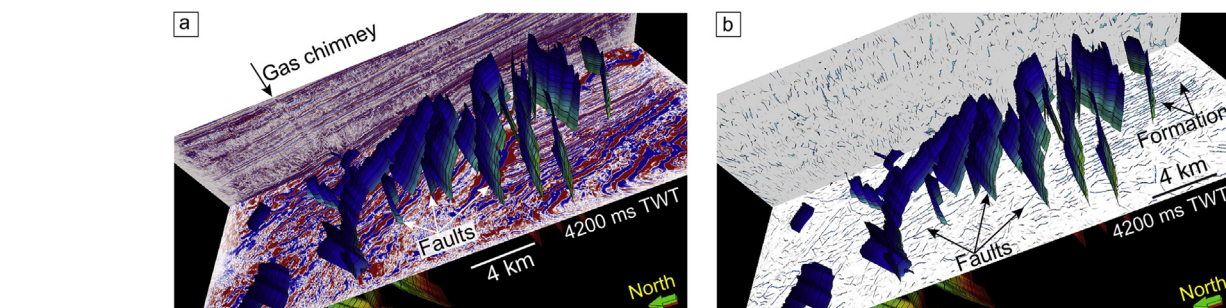 a
Gas chimney
Faults
4 km
4200 ms TWT
North
b
Formation
4 km
4200 ms TWT
Faults
North